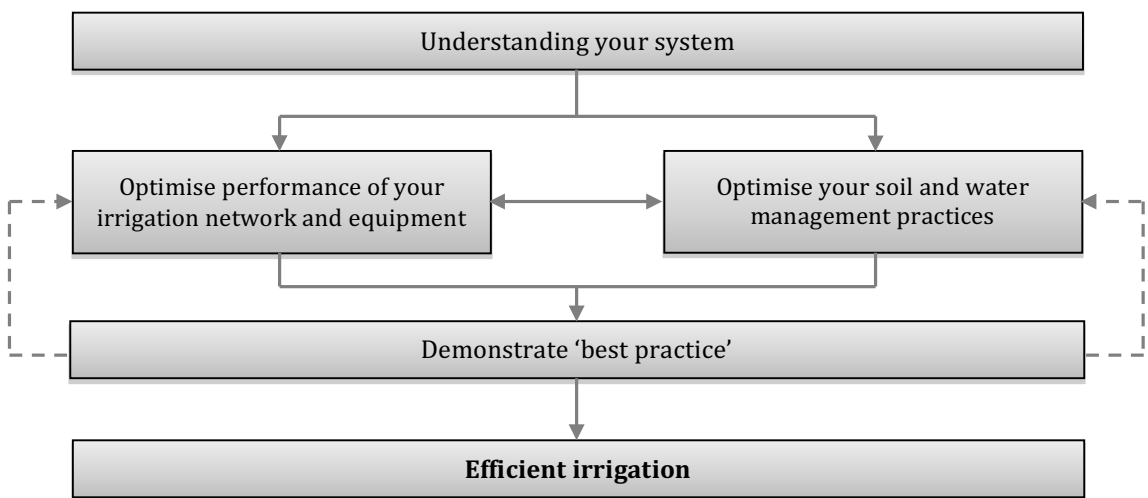 Understanding your system
Optimise performance of your
irrigation network and equipment
Optimise your soil and water
management practices
Demonstrate ‘best practice’
Efficient irrigation